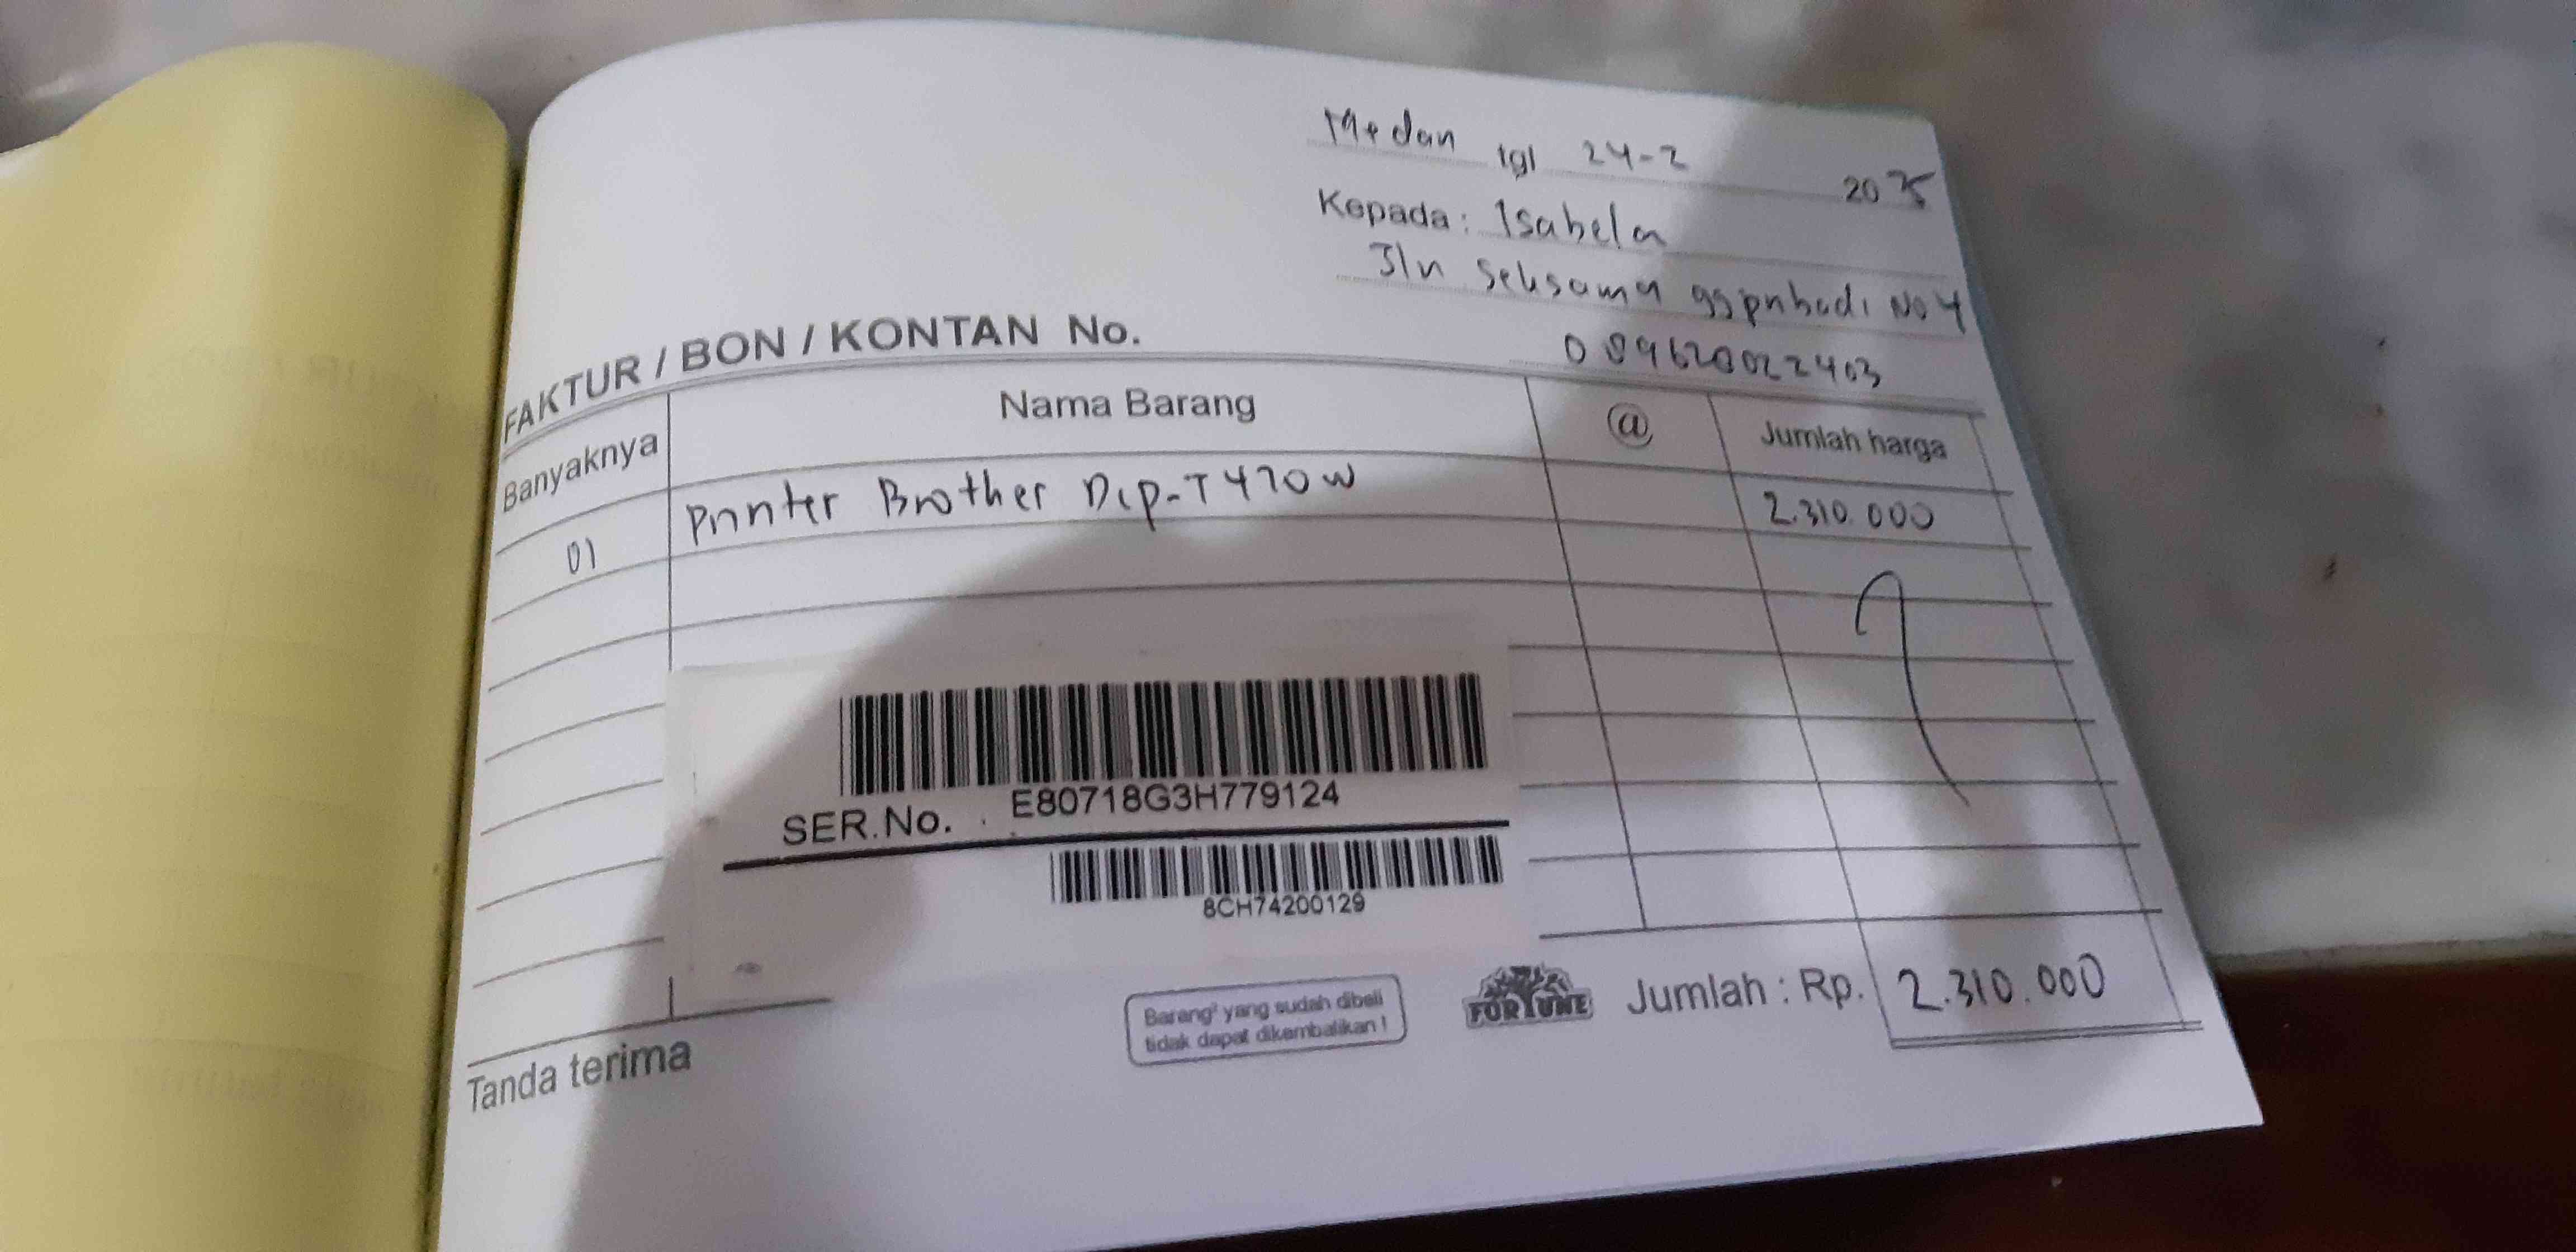 Medan tgl 24-2 2025
Kepada : Isabela
Jln Seksama gg pribadi No 4
089620022403
FAKTUR / BON / KONTAN No.
Banyaknya Nama Barang @ Jumlah harga
01 Printer Brother Dcp-T420w 2.310.000
SER.No. E80718G3H779124
8CH74200129
Barang² yang sudah dibeli
tidak dapat dikembalikan !
FORTUNE
Jumlah : Rp. 2.310.000
Tanda terima